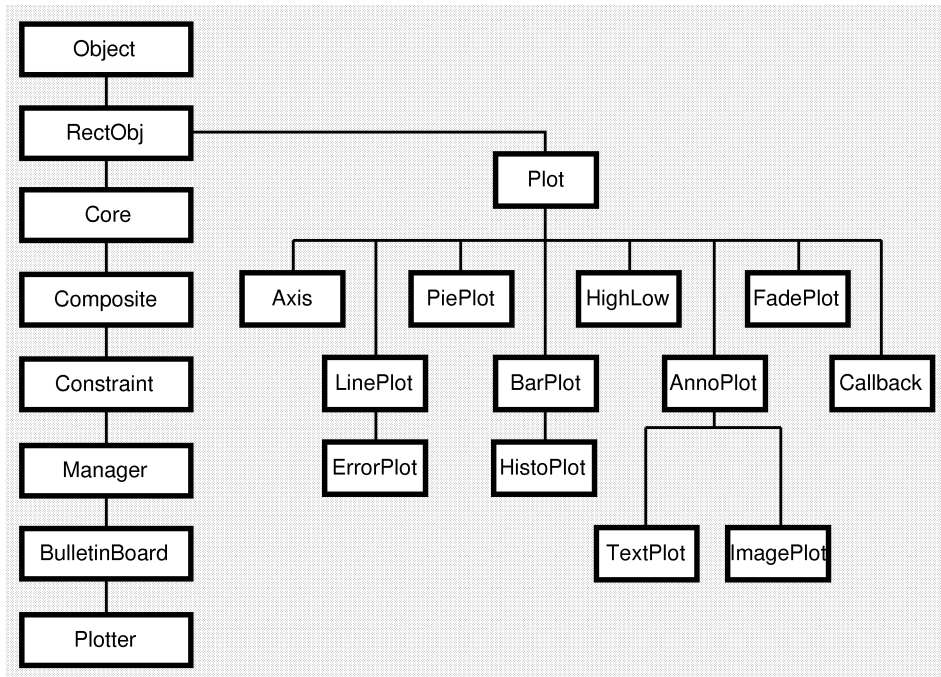 Object
RectObj
Plot
Core
Axis
PiePlot
HighLow
FadePlot
Composite
LinePlot
BarPlot
AnnoPlot
Callback
Constraint
ErrorPlot
HistoPlot
Manager
BulletinBoard
TextPlot
ImagePlot
Plotter